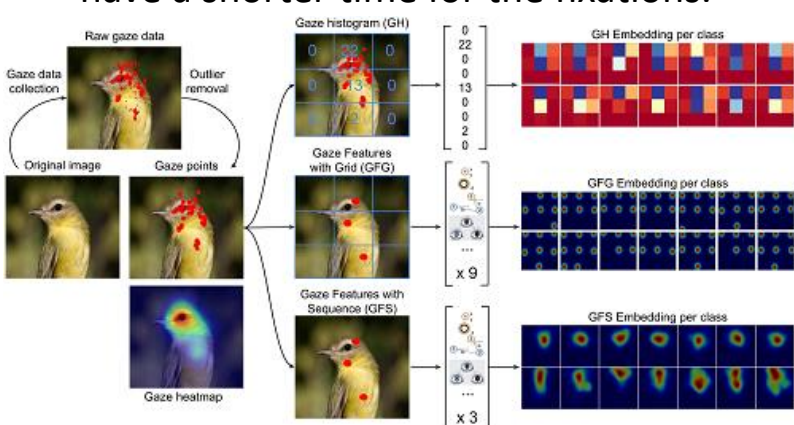 have a shorter time for the fixations.
Raw gaze data
Gaze data
collection
Outlier
removal
Original image
Gaze points
Gaze heatmap
Gaze histogram (GH)
0
22
0
0
13
0
2
0
0
22
0
0
13
0
0
2
0
GH Embedding per class
Gaze Features
with Grid (GFG)
...
x 9
GFG Embedding per class
Gaze Features with
Sequence (GFS)
...
x 3
GFS Embedding per class